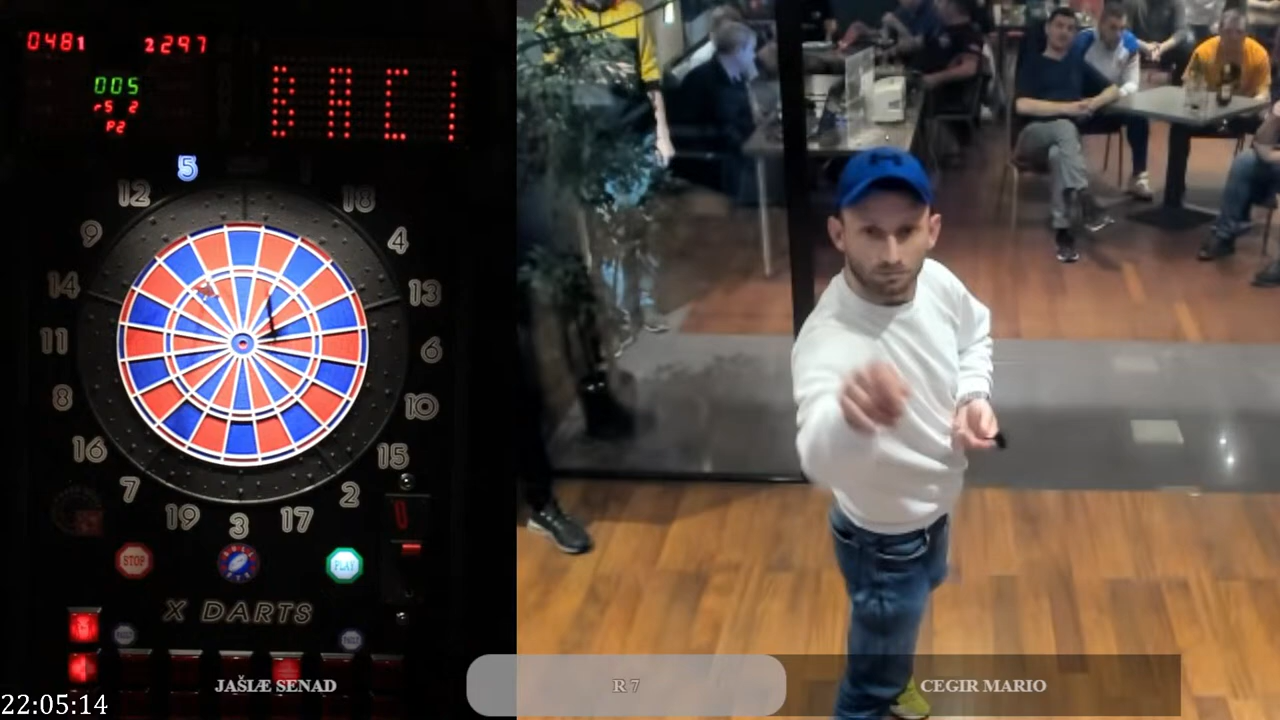 0481 2297
005
r5 2
P2
BACI
5
12 18
9 4
14 13
11 6
8 10
16 15
7 2
19 3 17
STOP
PLAY
X DARTS
JAŠIÆ SENAD R 7 CEGIR MARIO
22:05:14